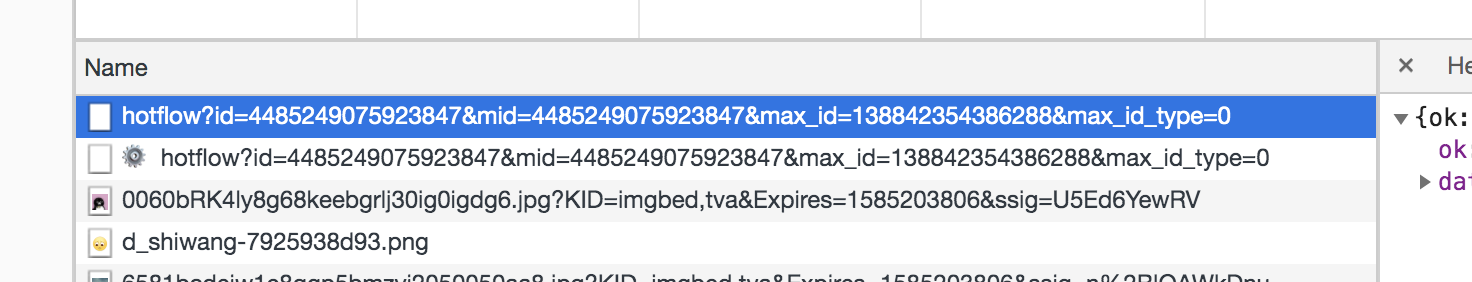 Name
× He
hotflow?id=4485249075923847&mid=4485249075923847&max_id=138842354386288&max_id_type=0
{ok:
hotflow?id=4485249075923847&mid=4485249075923847&max_id=138842354386288&max_id_type=0
ok:
0060bRK4ly8g68keebgrlj30ig0igdg6.jpg?KID=imgbed,tva&Expires=1585203806&ssig=U5Ed6YewRV
dat
d_shiwang-7925938d93.png